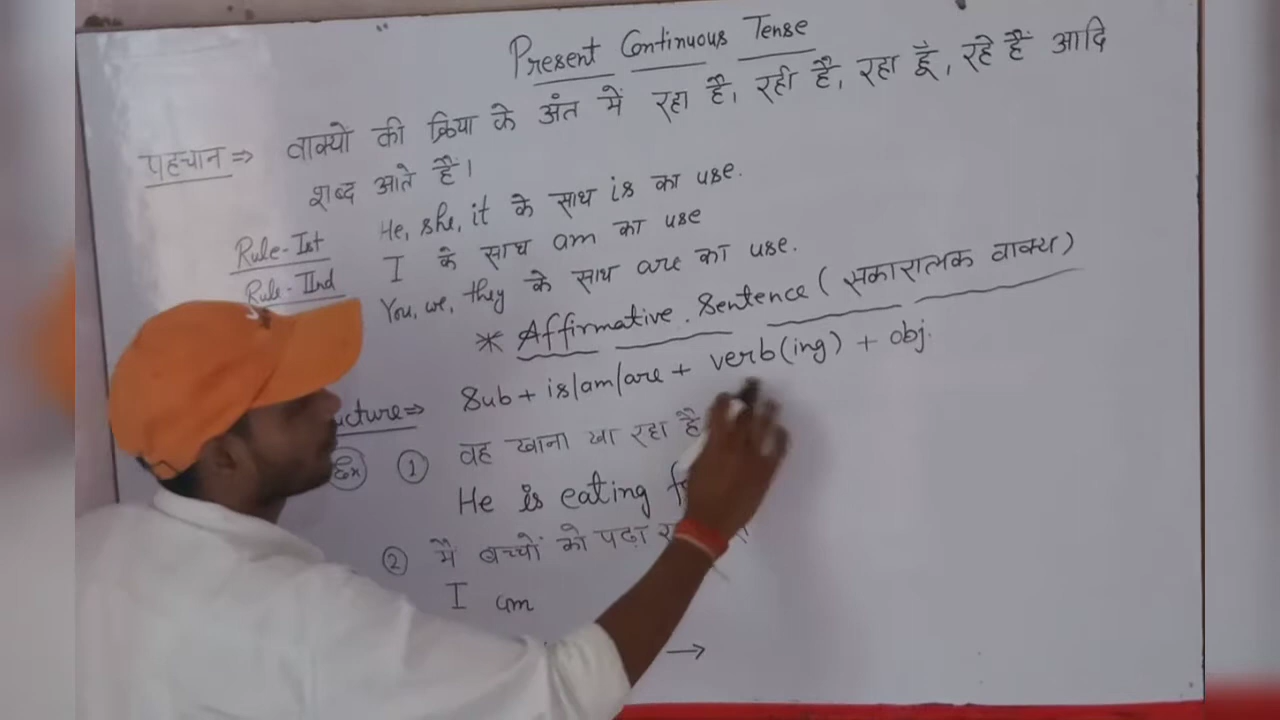 Present Continuous Tense
पहचान ⇒ वाक्यो की क्रिया के अंत में रहा है, रही है, रहा हूँ, रहे हैं आदि
शब्द आते हैं।
Rule-Ist He, she, it के साथ is का use.
Rule-IInd I के साथ am का use
You, we, they के साथ are का use.
* Affirmative. Sentence (सकारात्मक वाक्य)
ucture⇒ Sub + is/am/are + verb(ing) + obj.
Ex ① वह खाना खा रहा है
He is eating
② मै बच्चों को पढ़ा
I am
→